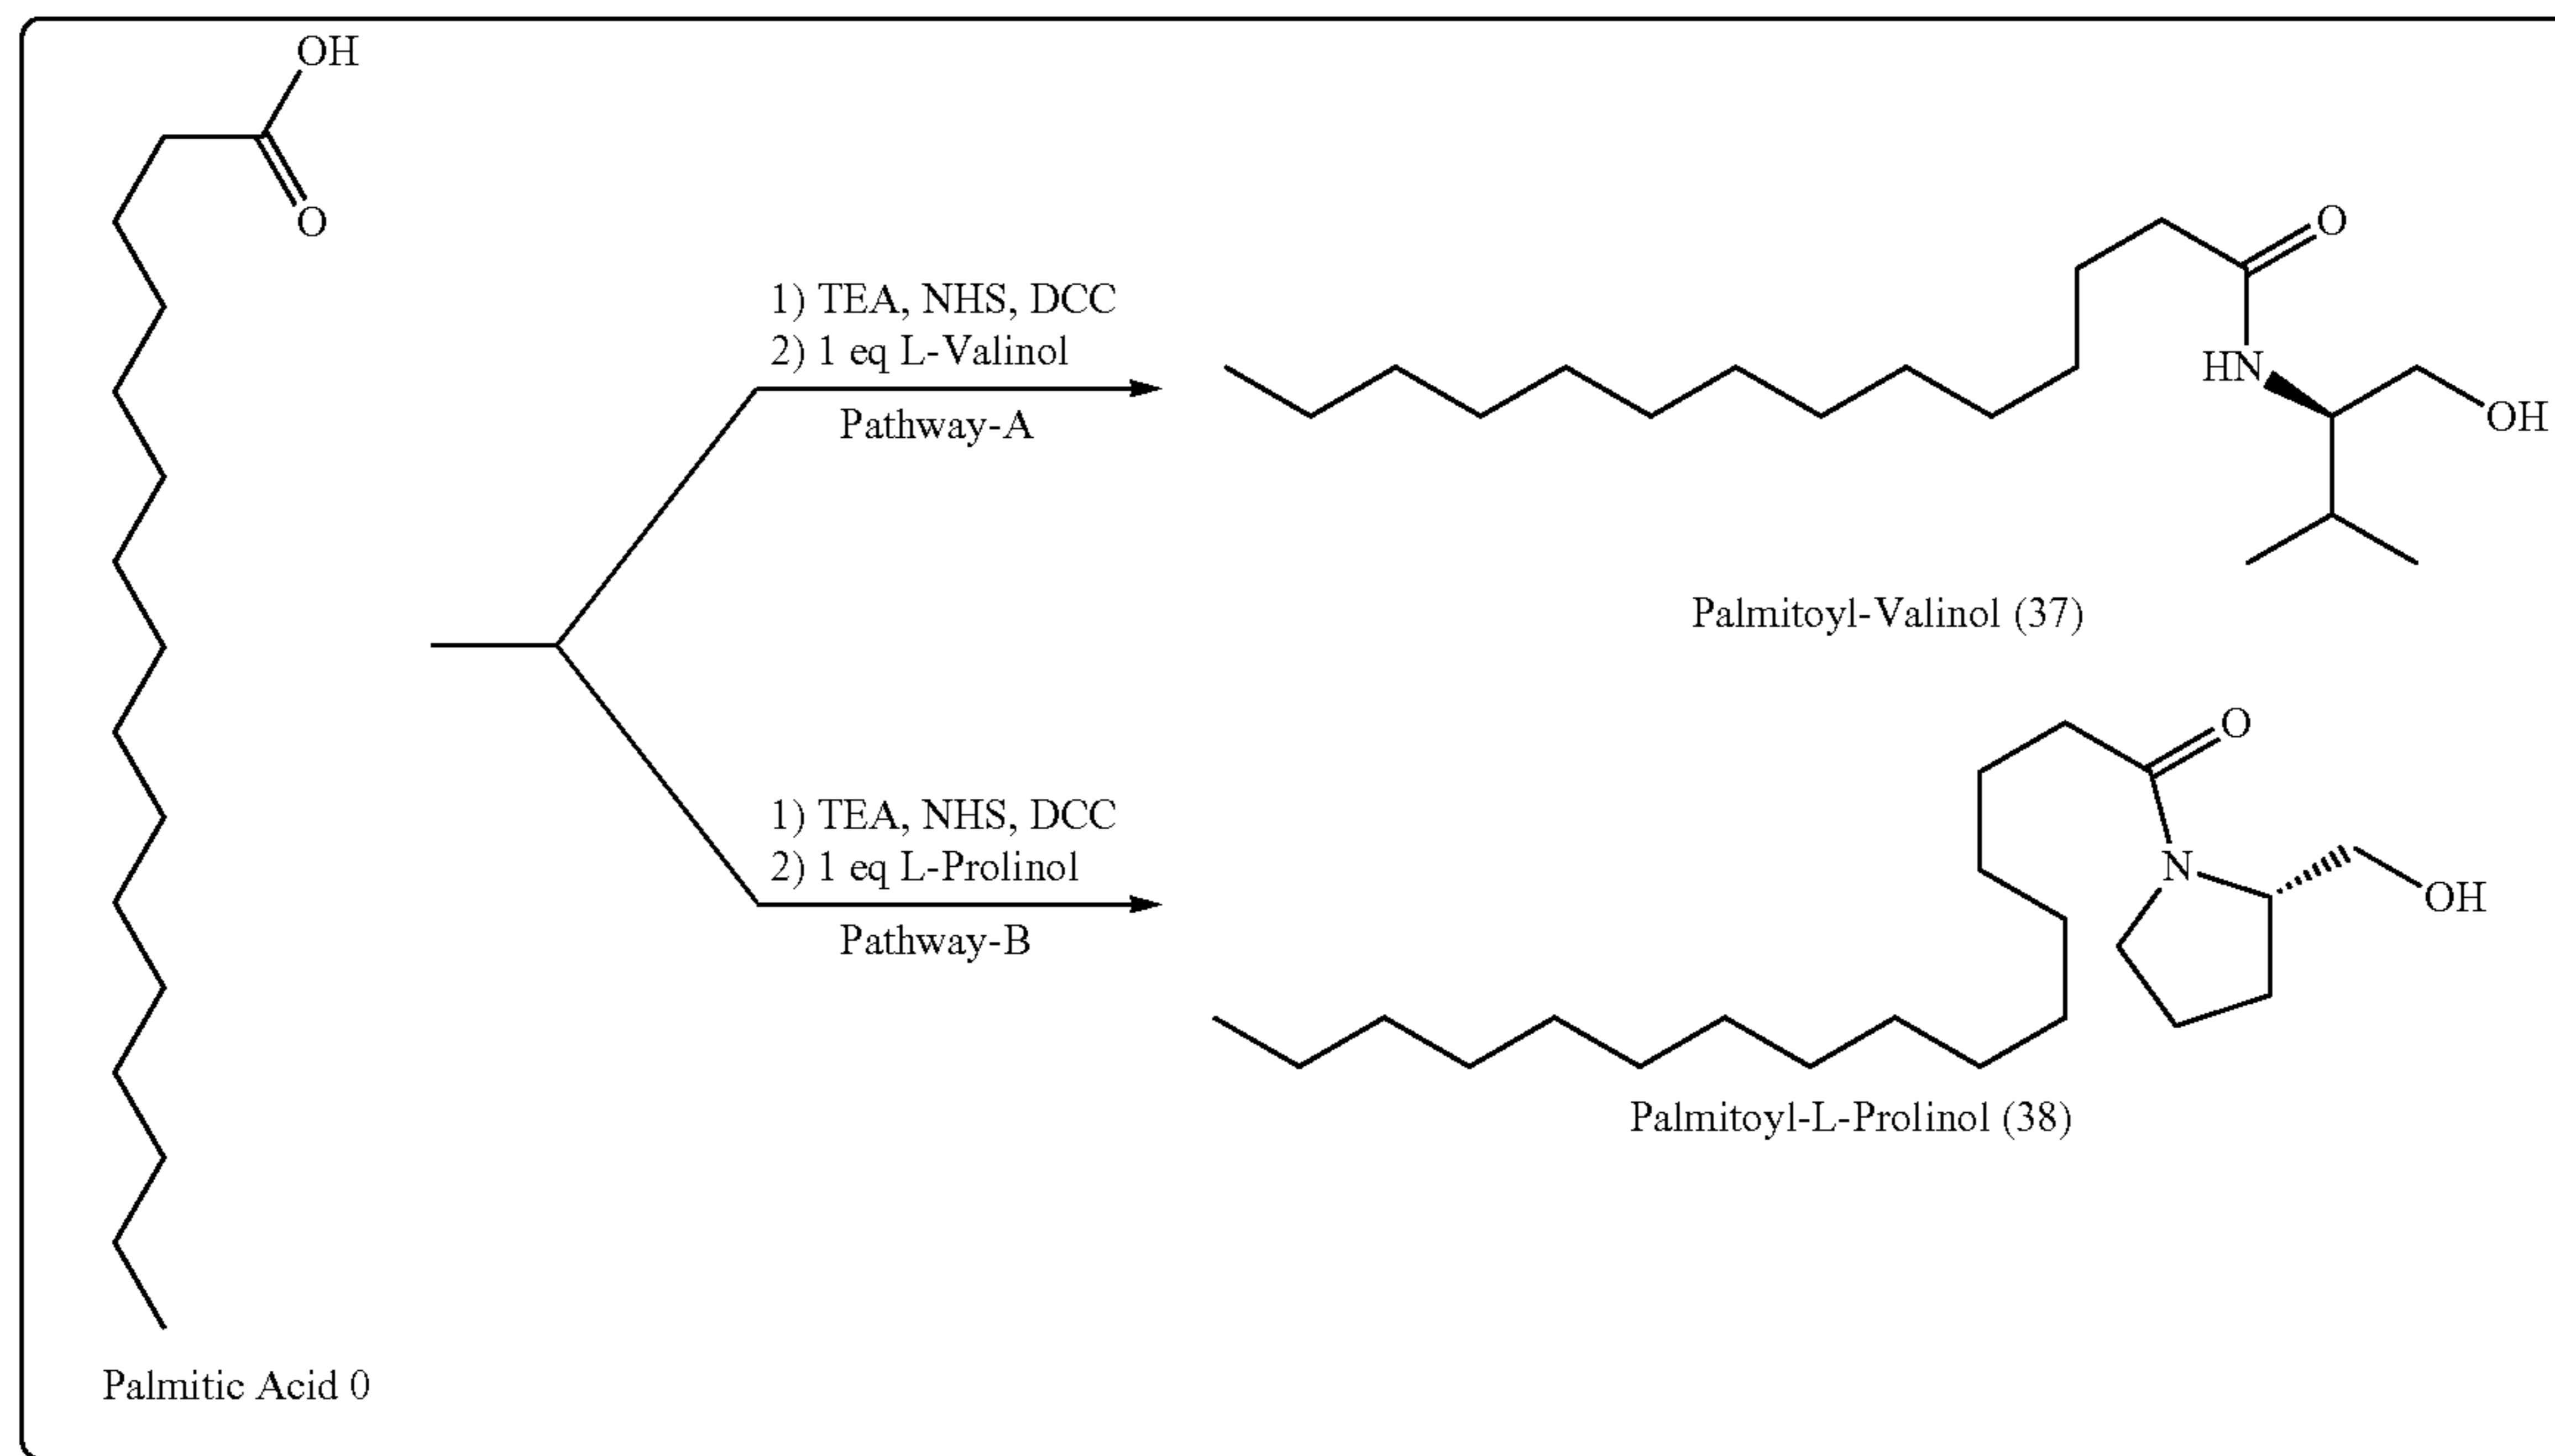 OH
O
1) TEA, NHS, DCC
2) 1 eq L-Valinol
Pathway-A
O
HN
OH
Palmitoyl-Valinol (37)
1) TEA, NHS, DCC
2) 1 eq L-Prolinol
Pathway-B
O
N
OH
Palmitoyl-L-Prolinol (38)
Palmitic Acid 0